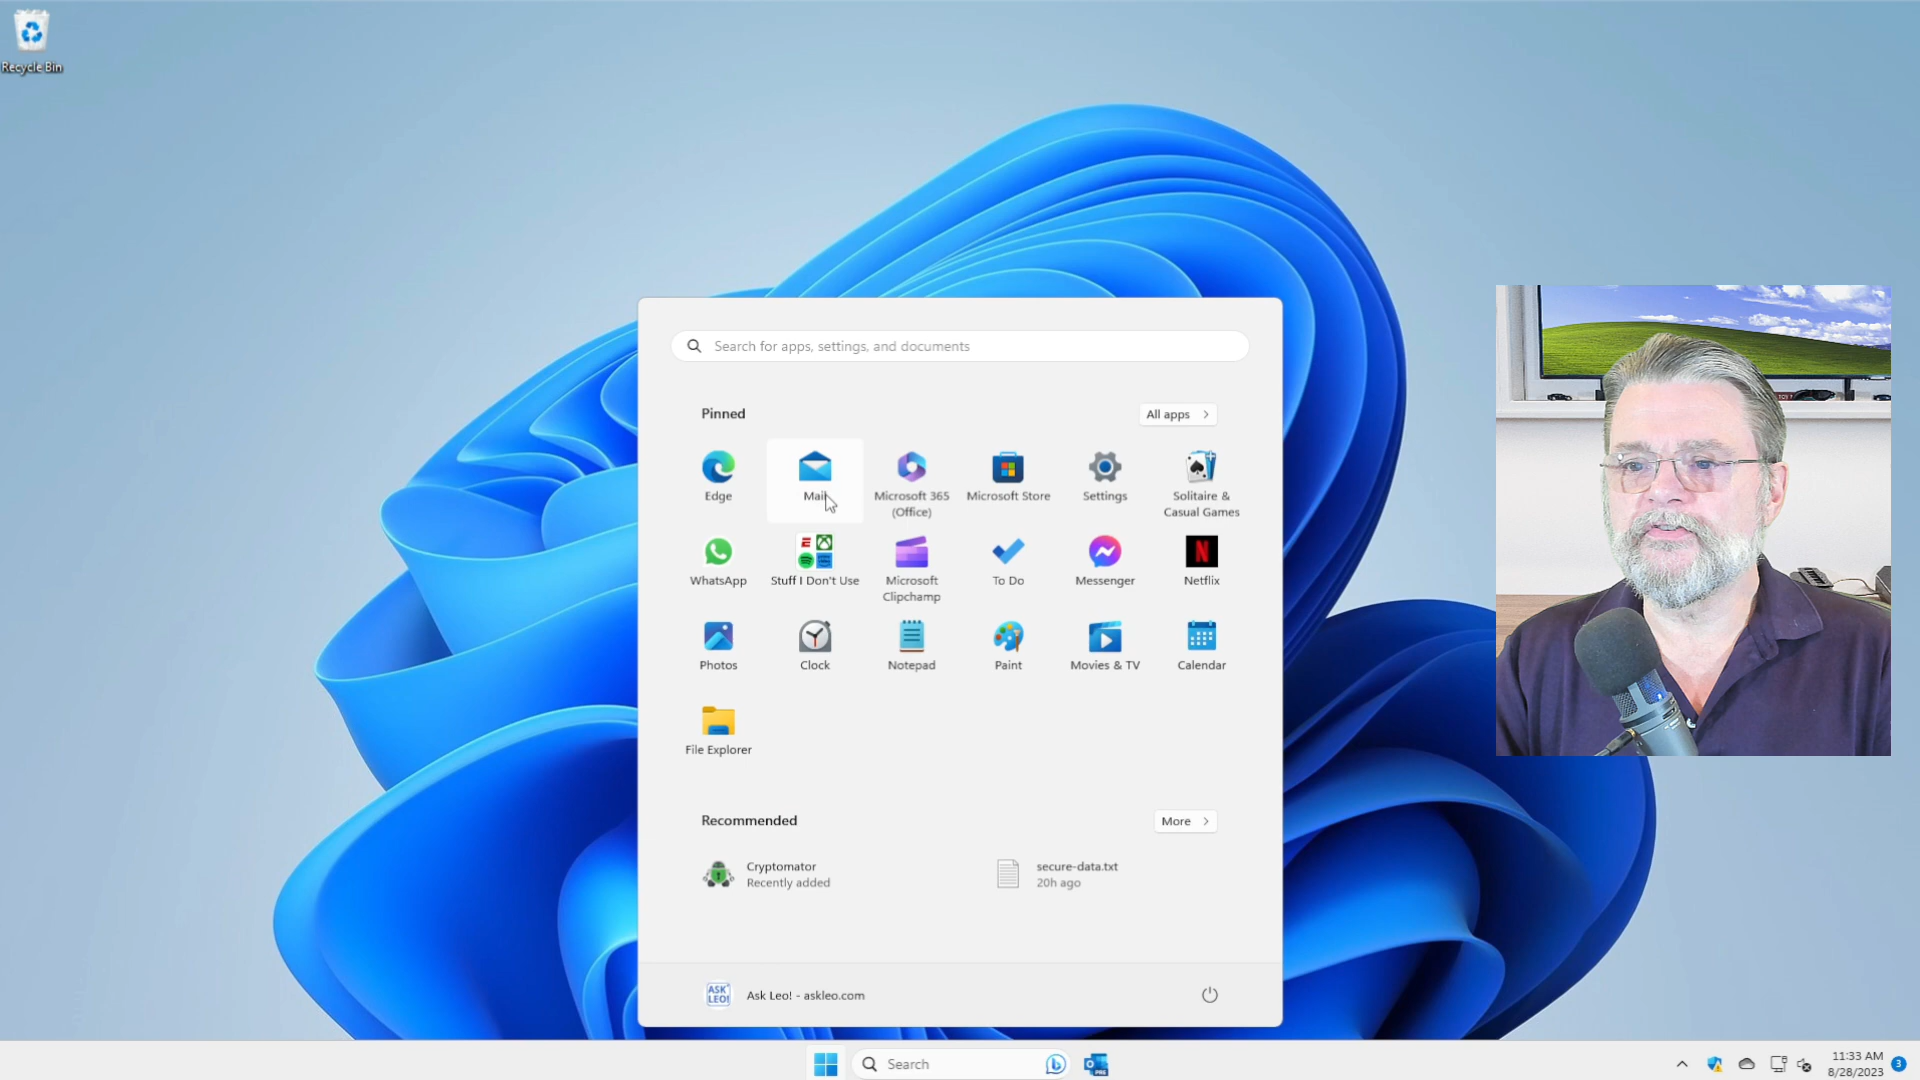 Recycle Bin
Search for apps, settings, and documents
Pinned
All apps
Edge
Mail
Microsoft 365
(Office)
Microsoft Store
Settings
Solitaire &
Casual Games
WhatsApp
Stuff I Don't Use
Microsoft
Clipchamp
To Do
Messenger
Netflix
Photos
Clock
Notepad
Paint
Movies & TV
Calendar
File Explorer
Recommended
More
Cryptomator
Recently added
secure-data.txt
20h ago
ASK
LEO!
Ask Leo! - askleo.com
Search
11:33 AM
8/28/2023
3